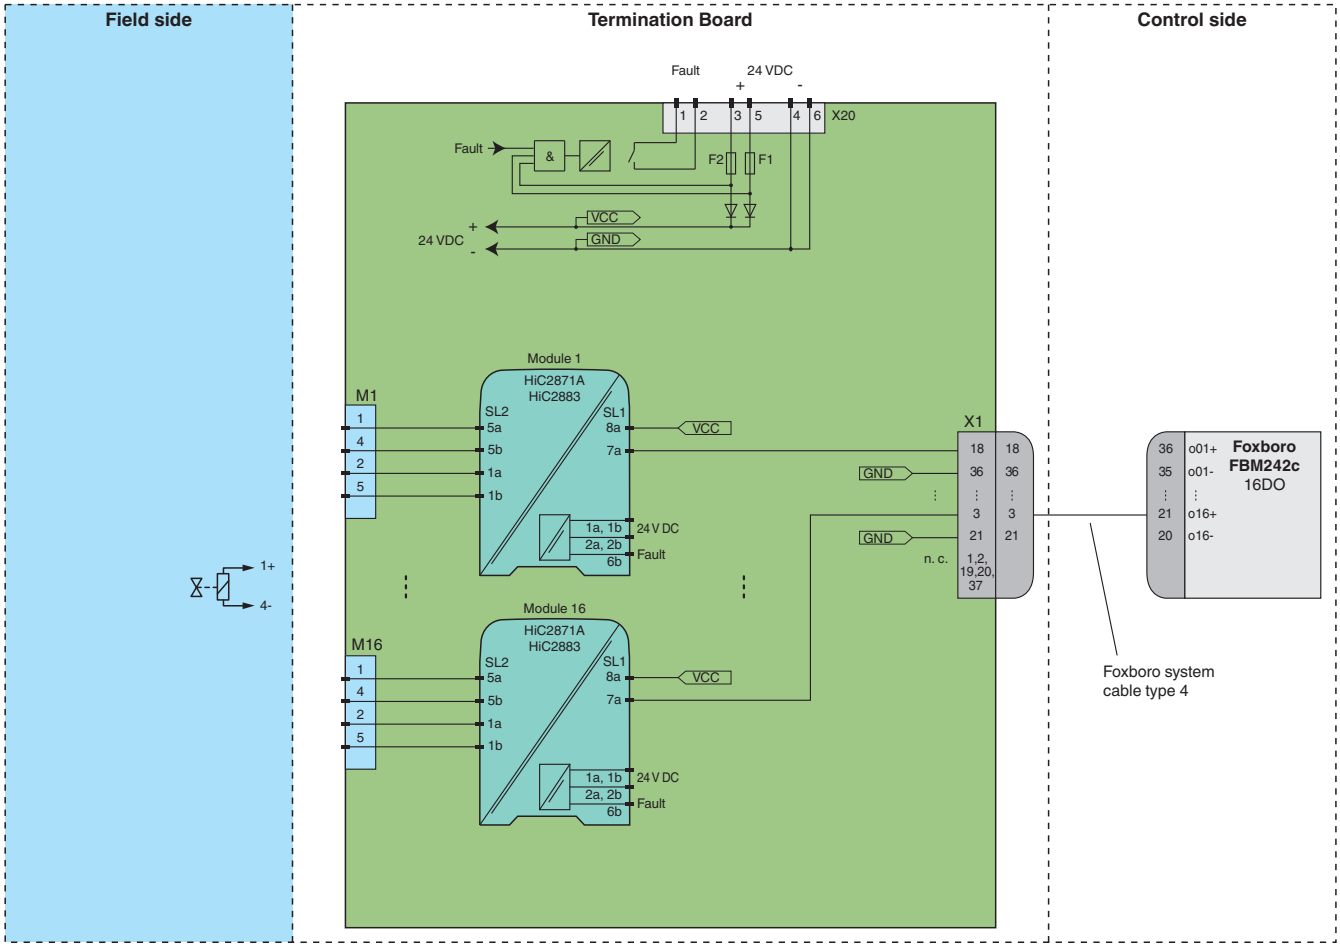 Field side
Termination Board
Control side
Fault
24 VDC
+
-
1
2
3
5
4
6
X20
Fault
&
F2
F1
VCC
+
24 VDC
GND
-
Module 1
HiC2871A
HiC2883
M1
1
4
2
5
SL2
5a
5b
1a
1b
SL1
8a
7a
VCC
1a, 1b
24 V DC
2a, 2b
Fault
6b
X1
18
18
GND
36
36
3
3
GND
21
21
n. c.
1,2,
19,20,
37
36
o01+
35
o01-
21
o16+
20
o16-
Foxboro
FBM242c
16DO
1+
4-
Module 16
HiC2871A
HiC2883
M16
1
4
2
5
SL2
5a
5b
1a
1b
SL1
8a
7a
VCC
1a, 1b
24 V DC
2a, 2b
Fault
6b
Foxboro system
cable type 4